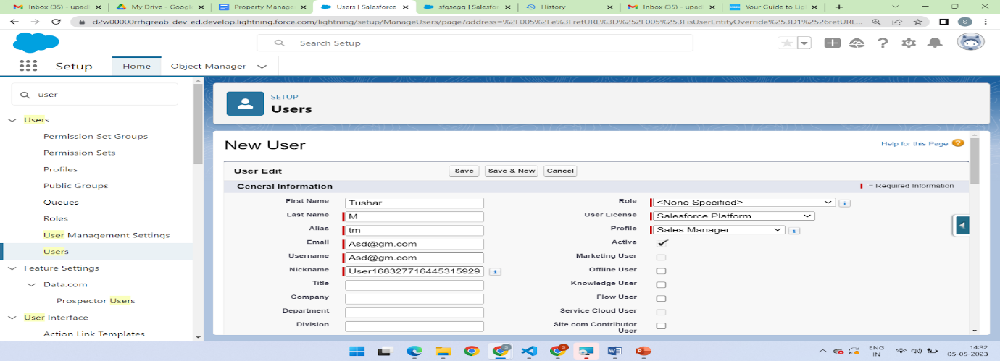 Inbox (35) - upad
My Drive - Google
Property Manage
Users | Salesforce
sfgsegg | Salesfor
History
Inbox (35) - upad
Your Guide to Lig
d2w00000rrhgreab-dev-ed.develop.lightning.force.com/lightning/setup/ManageUsers/page?address=%2F005%2Fe%3FretURL%3D%252F005%253FisUserEntityOverride%253D1%2526retURL...
S
Search Setup
Setup
Home
Object Manager
user
Users
Permission Set Groups
Permission Sets
Profiles
Public Groups
Queues
Roles
User Management Settings
Users
Feature Settings
Data.com
Prospector Users
User Interface
Action Link Templates
SETUP
Users
New User
Help for this Page ?
User Edit
Save
Save & New
Cancel
General Information
= Required Information
First Name Tushar
Role <None Specified>
Last Name M
User License Salesforce Platform
Alias tm
Profile Sales Manager
Email Asd@gm.com
Active
Username Asd@gm.com
Marketing User
Nickname User168327716445315929
Offline User
Title
Knowledge User
Company
Flow User
Department
Service Cloud User
Division
Site.com Contributor
User
ENG
IN
14:32
05-05-2023